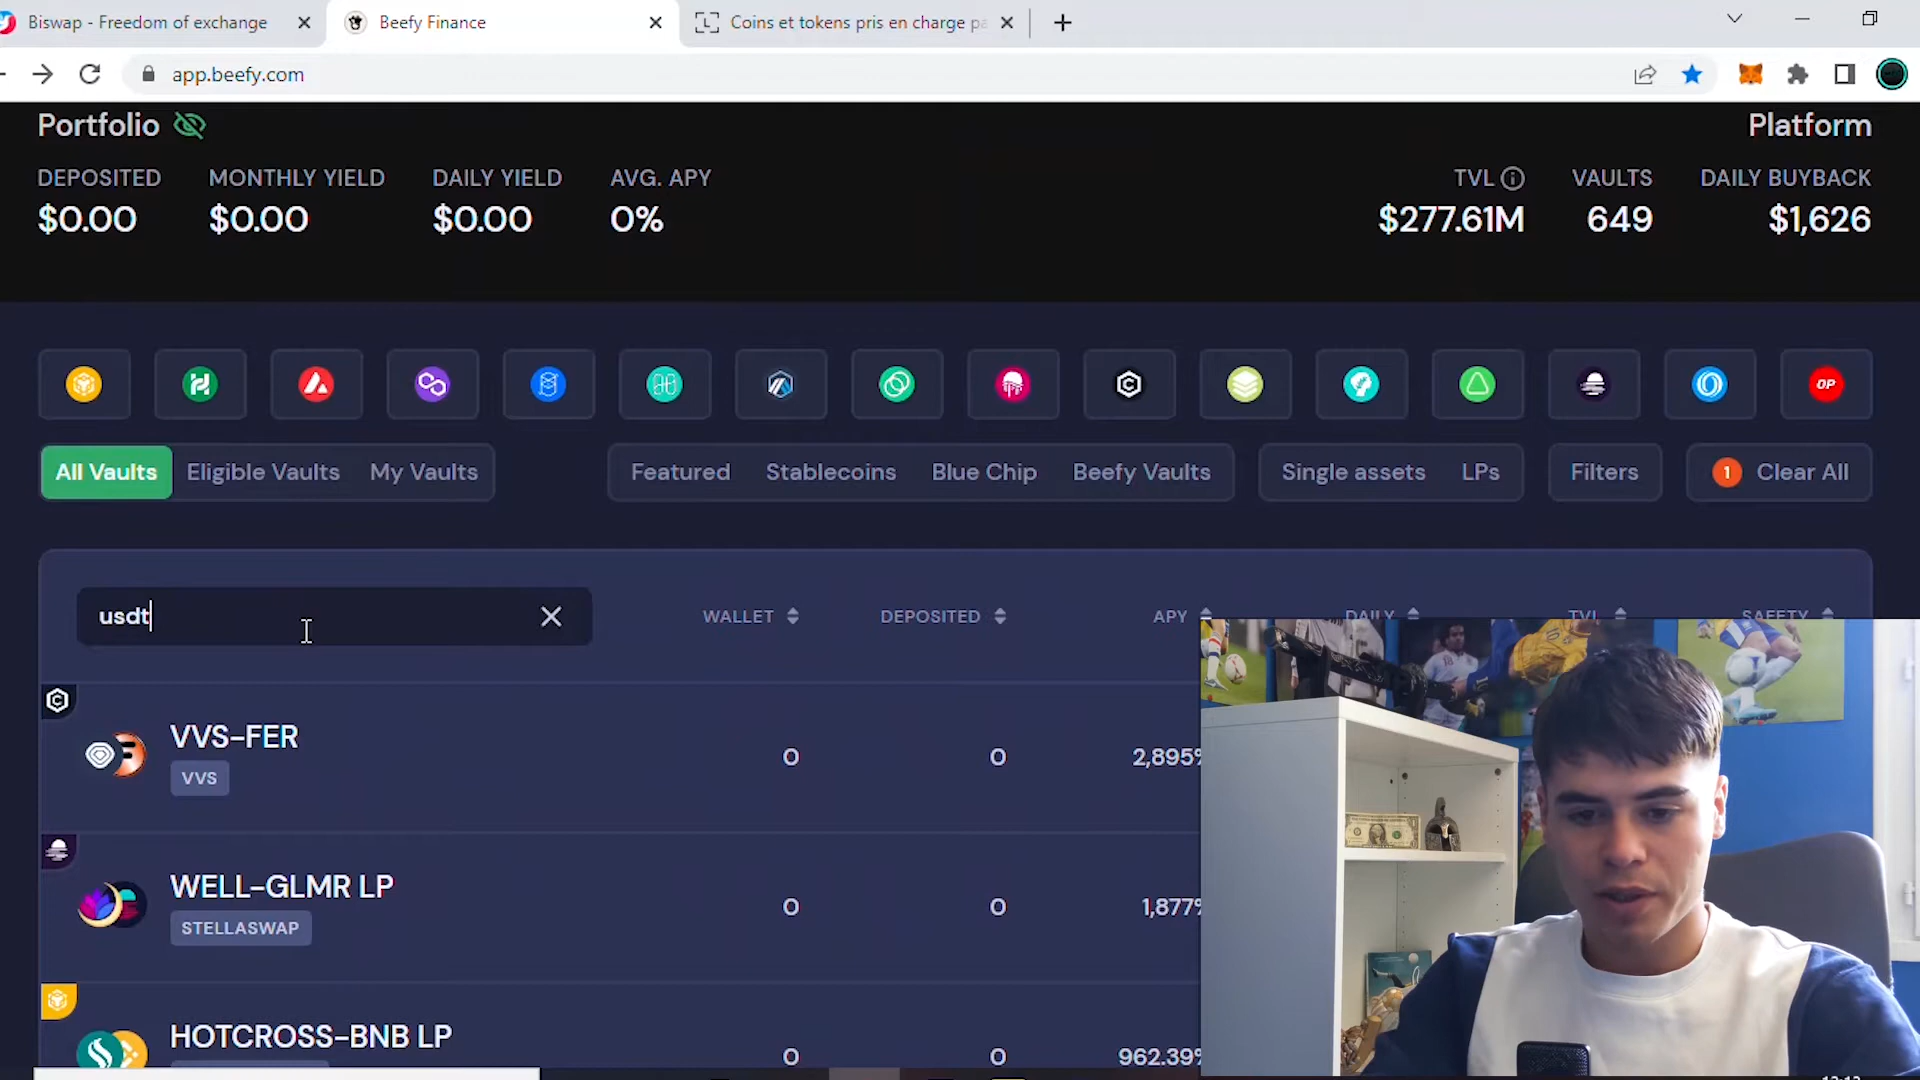 Biswap - Freedom of exchange
Beefy Finance
Coins et tokens pris en charge pa
app.beefy.com
Portfolio
Platform
DEPOSITED MONTHLY YIELD DAILY YIELD AVG. APY TVL VAULTS DAILY BUYBACK
$0.00 $0.00 $0.00 0% $277.61M 649 $1,626
OP
All Vaults Eligible Vaults My Vaults Featured Stablecoins Blue Chip Beefy Vaults Single assets LPs Filters 1 Clear All
usdt WALLET DEPOSITED APY DAILY TVL SAFETY
VVS-FER
VVS
0 0 2,895%
WELL-GLMR LP
STELLASWAP
0 0 1,877%
HOTCROSS-BNB LP
0 0 962.39%